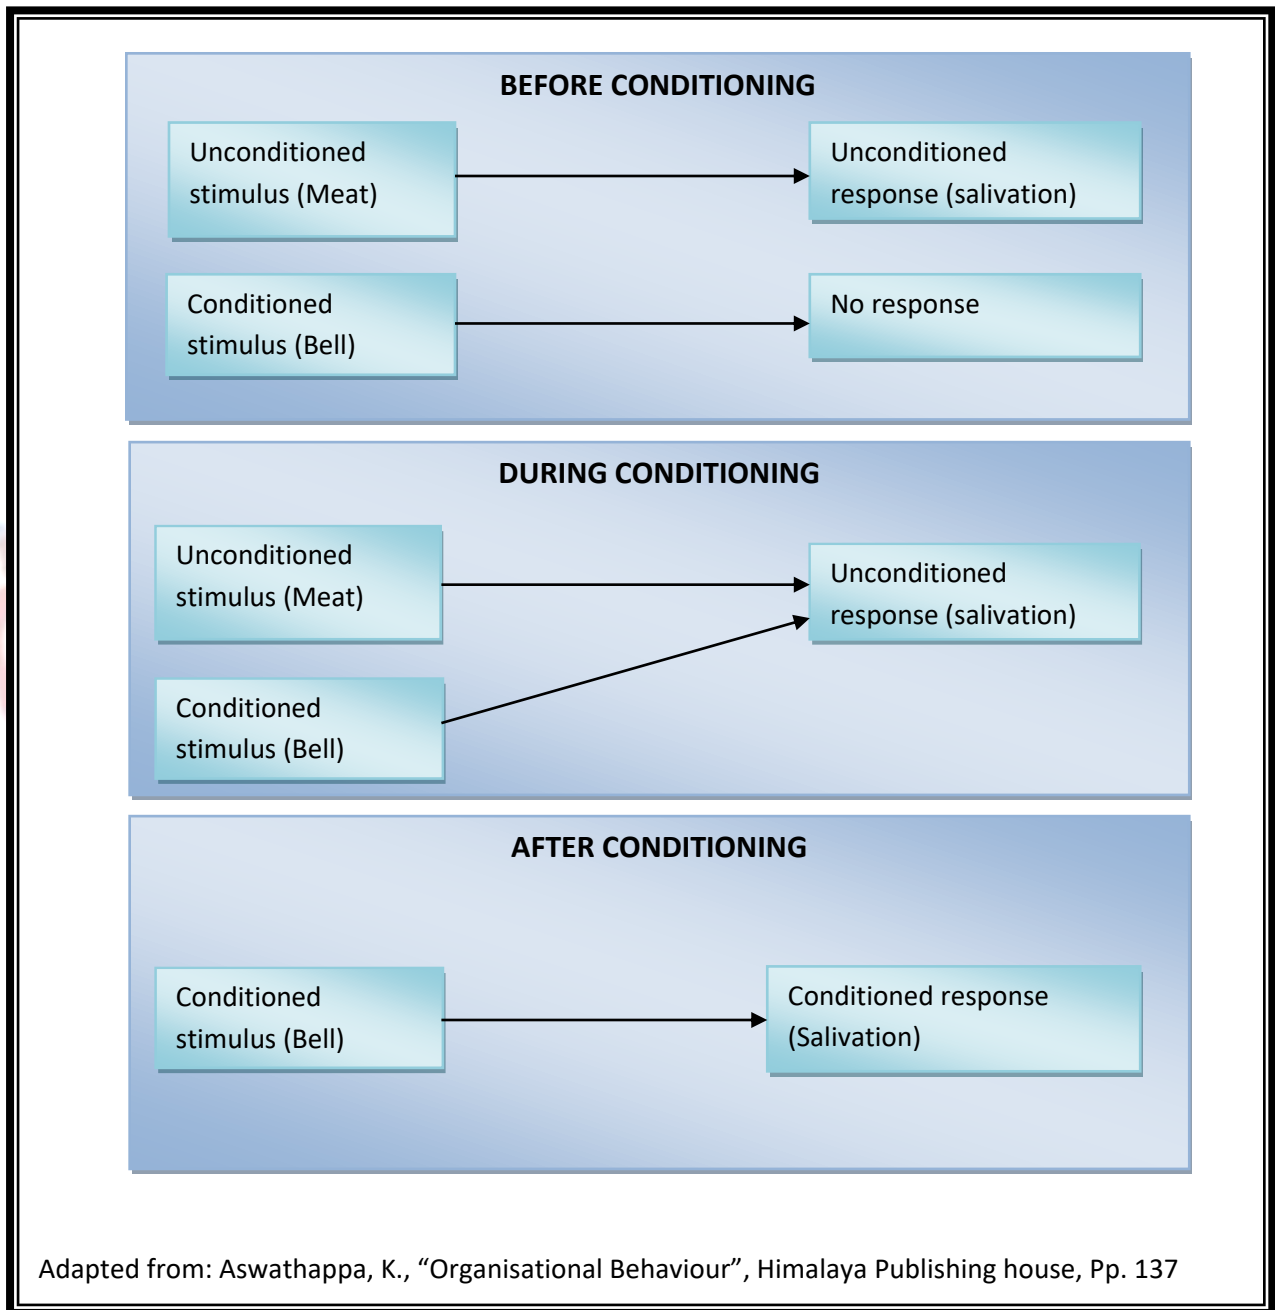 BEFORE CONDITIONING
Unconditioned
stimulus (Meat)
Unconditioned
response (salivation)
Conditioned
stimulus (Bell)
No response
DURING CONDITIONING
Unconditioned
stimulus (Meat)
Unconditioned
response (salivation)
Conditioned
stimulus (Bell)
AFTER CONDITIONING
Conditioned
stimulus (Bell)
Conditioned response
(Salivation)
Adapted from: Aswathappa, K., “Organisational Behaviour”, Himalaya Publishing house, Pp. 137